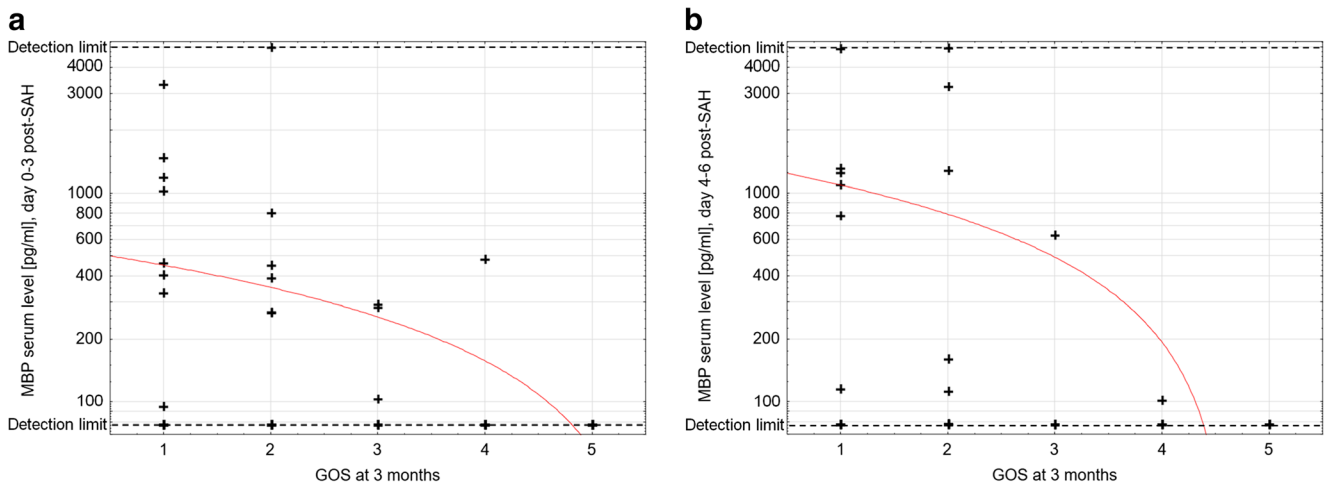 a
Detection limit
4000
3000
1000
800
600
400
200
100
Detection limit
MBP serum level [pg/ml], day 0-3 post-SAH
1 2 3 4 5
GOS at 3 months
b
Detection limit
4000
3000
1000
800
600
400
200
100
Detection limit
MBP serum level [pg/ml], day 4-6 post-SAH
1 2 3 4 5
GOS at 3 months